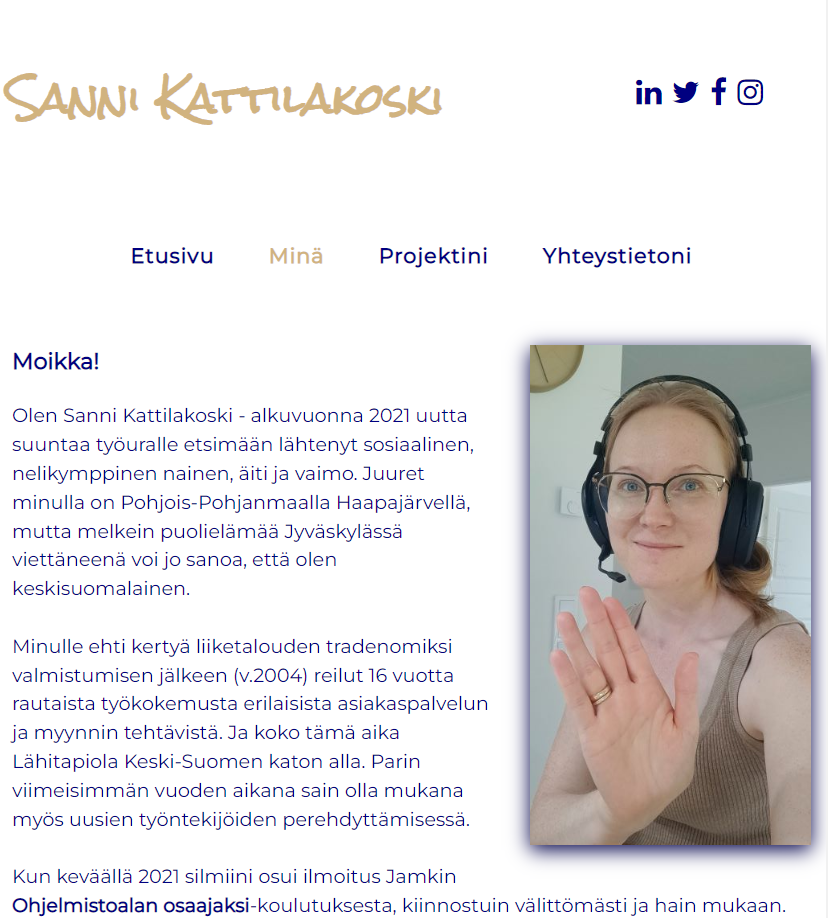 Sanni Kattilakoski
Etusivu Minä Projektini Yhteystietoni
Moikka!
Olen Sanni Kattilakoski - alkuvuonna 2021 uutta
suuntaa työuralle etsimään lähtenyt sosiaalinen,
nelikymppinen nainen, äiti ja vaimo. Juuret
minulla on Pohjois-Pohjanmaalla Haapajärvellä,
mutta melkein puolielämää Jyväskylässä
viettäneenä voi jo sanoa, että olen
keskisuomalainen.
Minulle ehti kertyä liiketalouden tradenomiksi
valmistumisen jälkeen (v.2004) reilut 16 vuotta
rautaista työkokemusta erilaisista asiakaspalvelun
ja myynnin tehtävistä. Ja koko tämä aika
Lähitapiola Keski-Suomen katon alla. Parin
viimeisimmän vuoden aikana sain olla mukana
myös uusien työntekijöiden perehdyttämisessä.
Kun keväällä 2021 silmiini osui ilmoitus Jamkin
Ohjelmistoalan osaajaksi-koulutuksesta, kiinnostuin välittömästi ja hain mukaan.